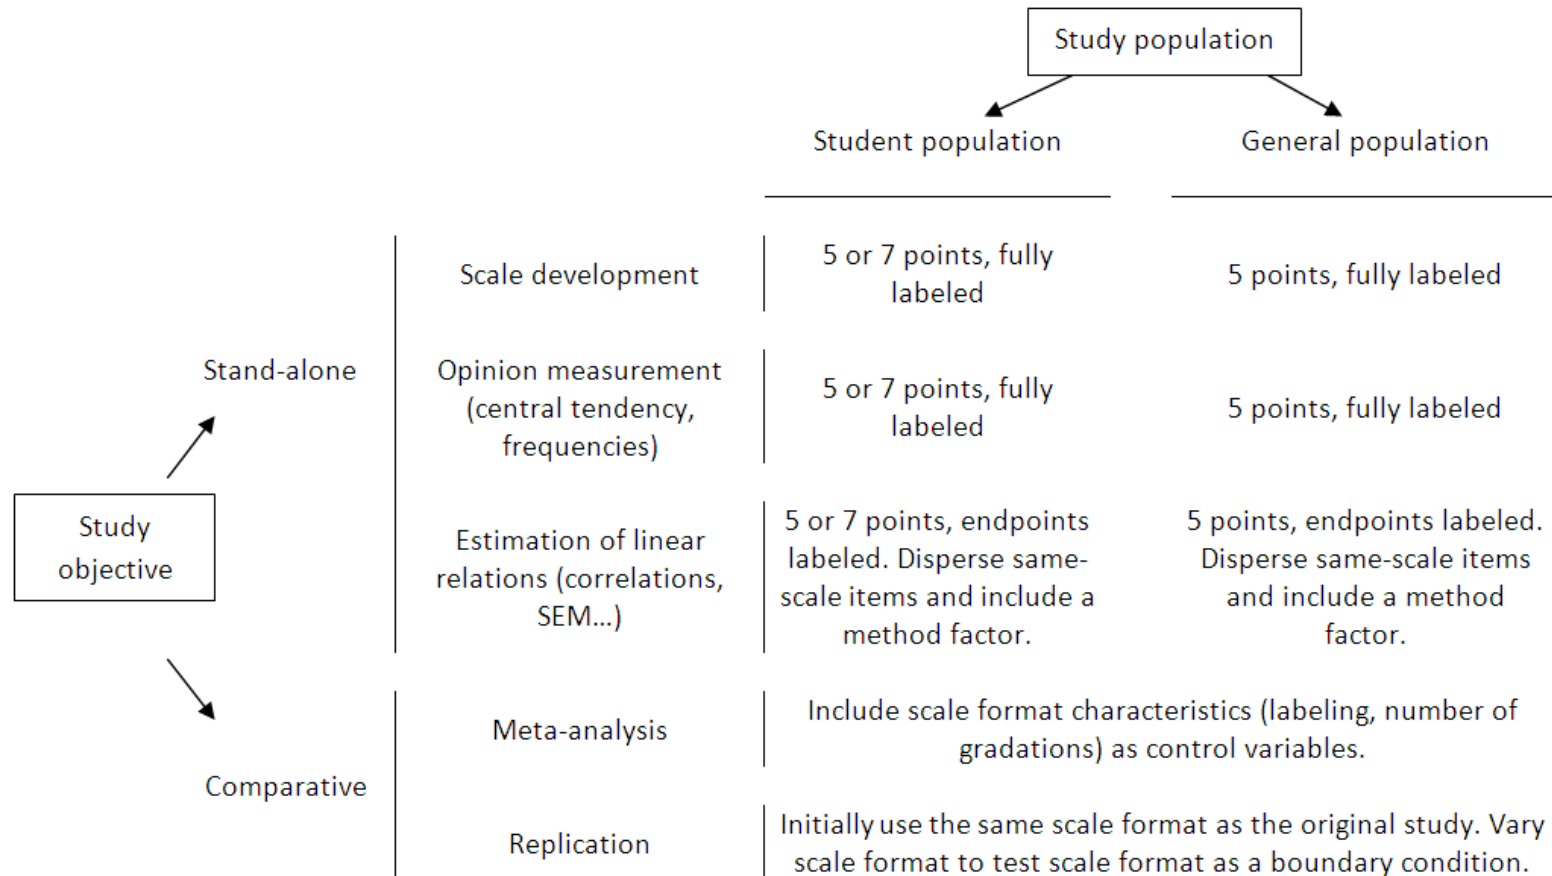 Study population
Student population
General population
Scale development
5 or 7 points, fully
labeled
5 points, fully labeled
Stand-alone
Opinion measurement
(central tendency,
frequencies)
5 or 7 points, fully
labeled
5 points, fully labeled
Study
objective
Estimation of linear
relations (correlations,
SEM...)
5 or 7 points, endpoints
labeled. Disperse same-
scale items and include a
method factor.
5 points, endpoints labeled.
Disperse same-scale items
and include a method
factor.
Comparative
Meta-analysis
Include scale format characteristics (labeling, number of
gradations) as control variables.
Replication
Initially use the same scale format as the original study. Vary
scale format to test scale format as a boundary condition.